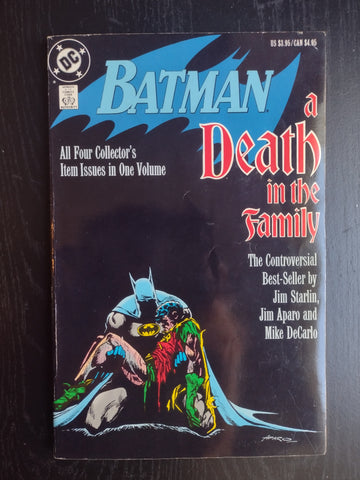 US $3.95/CAN $4.95
DC
BATMAN
a
Death
in the
Family
All Four Collector's
Item Issues in One Volume
The Controversial
Best-Seller by
Jim Starlin,
Jim Aparo and
Mike DeCarlo
APARO